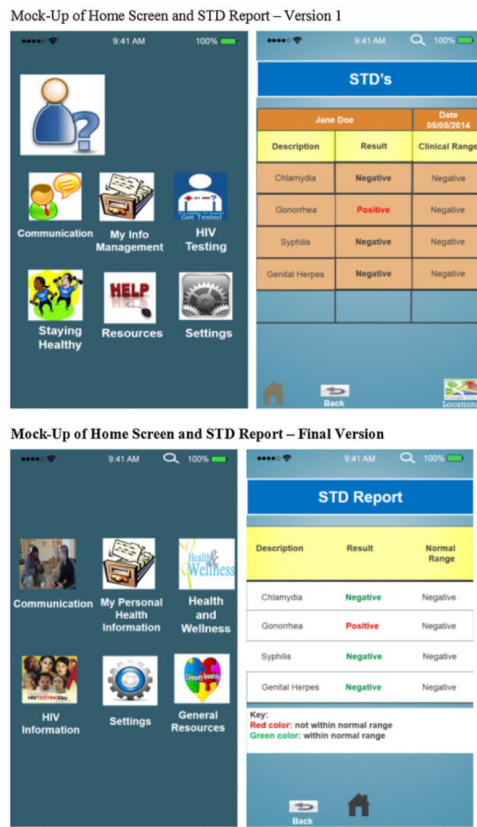 Mock-Up of Home Screen and STD Report – Version 1
9:41 AM 100%
Communication
My Info
Management
+ or – ?
Get Tested
HIV
Testing
Staying
Healthy
HELP
Resources
Settings
9:41 AM 100%
STD's
Jane Doe Date
05/05/2014
Description Result Clinical Range
Chlamydia Negative Negative
Gonorrhea Positive Negative
Syphilis Negative Negative
Genital Herpes Negative Negative
Back
Location
Mock-Up of Home Screen and STD Report – Final Version
9:41 AM 100%
Communication
My Personal
Health
Information
Health&
Wellness
Health
and
Wellness
HIVTESTINGDay
HIV
Information
Settings
Community Resources
General
Resources
9:41 AM 100%
STD Report
Description Result Normal
Range
Chlamydia Negative Negative
Gonorrhea Positive Negative
Syphilis Negative Negative
Genital Herpes Negative Negative
Key:
Red color: not within normal range
Green color: within normal range
Back